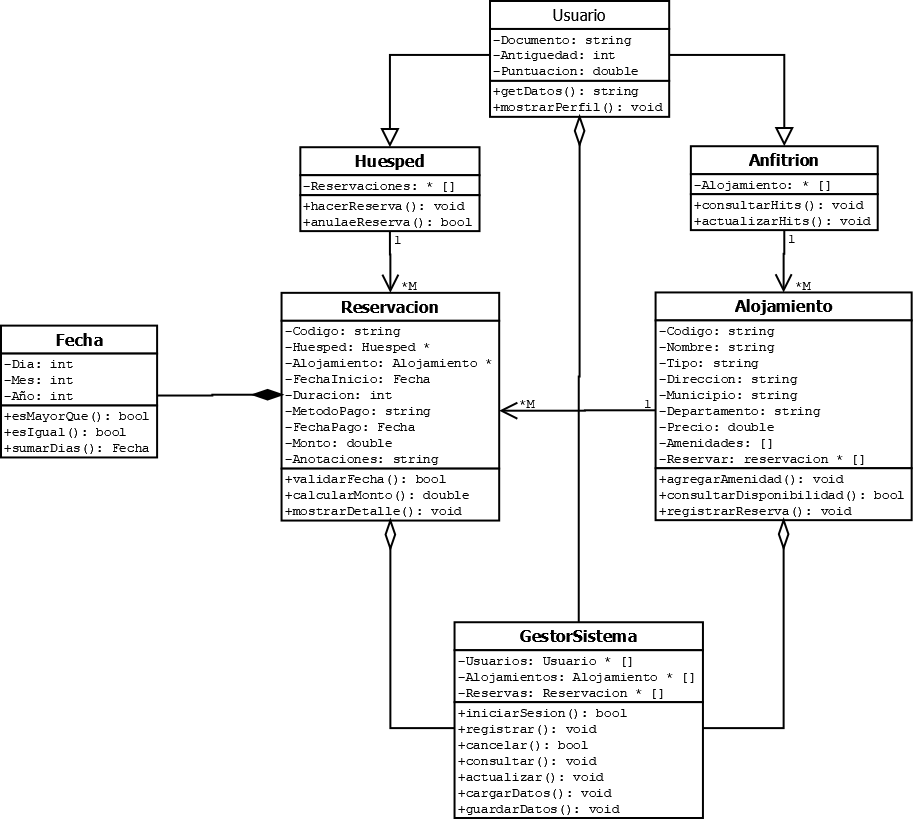 Usuario
-Documento: string
-Antiguedad: int
-Puntuacion: double
+getDatos(): string
+mostrarPerfil(): void
Huesped
-Reservaciones: * []
+hacerReserva(): void
+anulaeReserva(): bool
Anfitrion
-Alojamiento: * []
+consultarHits(): void
+actualizarHits(): void
1
*M
1
*M
Fecha
-Dia: int
-Mes: int
-Año: int
+esMayorQue(): bool
+esIgual(): bool
+sumarDias(): Fecha
Reservacion
-Codigo: string
-Huesped: Huesped *
-Alojamiento: Alojamiento *
-FechaInicio: Fecha
-Duracion: int
-MetodoPago: string
-FechaPago: Fecha
-Monto: double
-Anotaciones: string
+validarFecha(): bool
+calcularMonto(): double
+mostrarDetalle(): void
*M
1
Alojamiento
-Codigo: string
-Nombre: string
-Tipo: string
-Direccion: string
-Municipio: string
-Departamento: string
-Precio: double
-Amenidades: []
-Reservar: reservacion * []
+agregarAmenidad(): void
+consultarDisponibilidad(): bool
+registrarReserva(): void
GestorSistema
-Usuarios: Usuario * []
-Alojamientos: Alojamiento * []
-Reservas: Reservacion * []
+iniciarSesion(): bool
+registrar(): void
+cancelar(): bool
+consultar(): void
+actualizar(): void
+cargarDatos(): void
+guardarDatos(): void